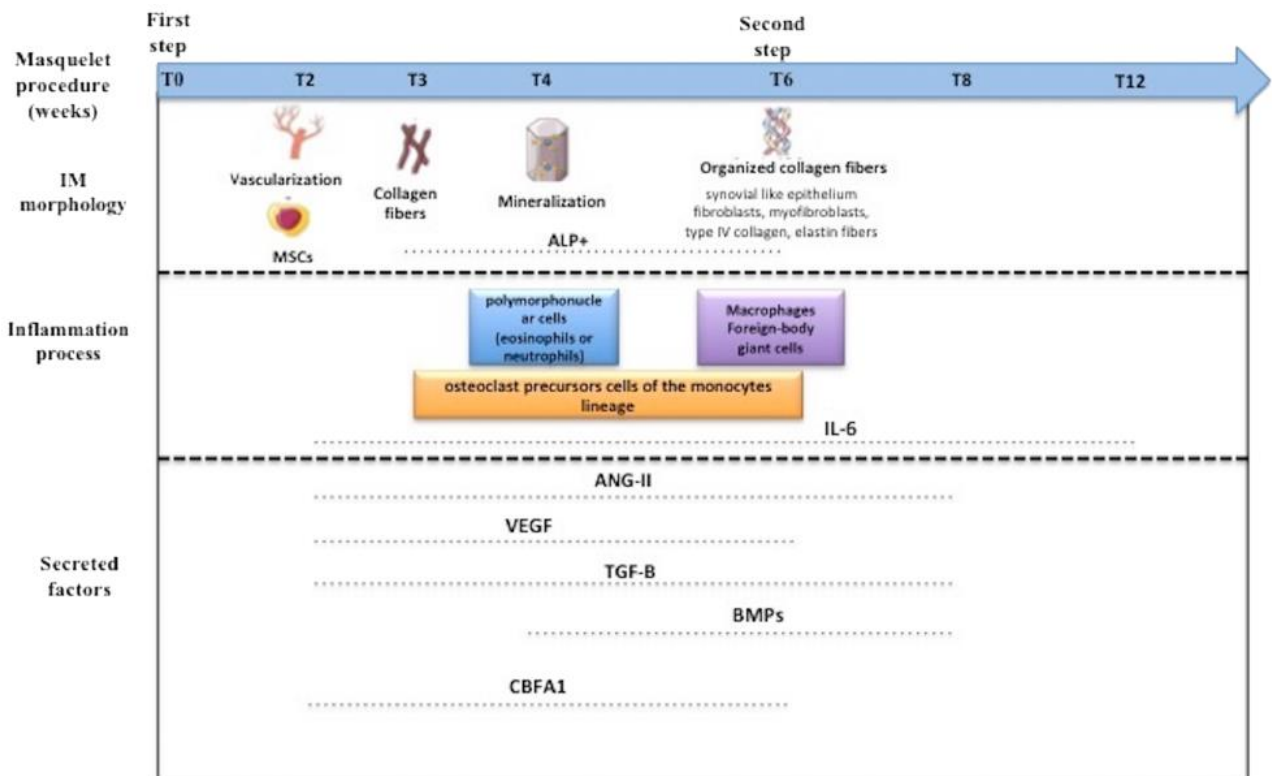 First
step
Second
step
Masquelet
procedure
(weeks)
T0 T2 T3 T4 T6 T8 T12
IM
morphology
Vascularization
MSCs
Collagen
fibers
Mineralization
ALP+
Organized collagen fibers
synovial like epithelium
fibroblasts, myofibroblasts,
type IV collagen, elastin fibers
Inflammation
process
polymorphonucle
ar cells
(eosinophils or
neutrophils)
Macrophages
Foreign-body
giant cells
osteoclast precursors cells of the monocytes
lineage
IL-6
Secreted
factors
ANG-II
VEGF
TGF-B
BMPs
CBFA1